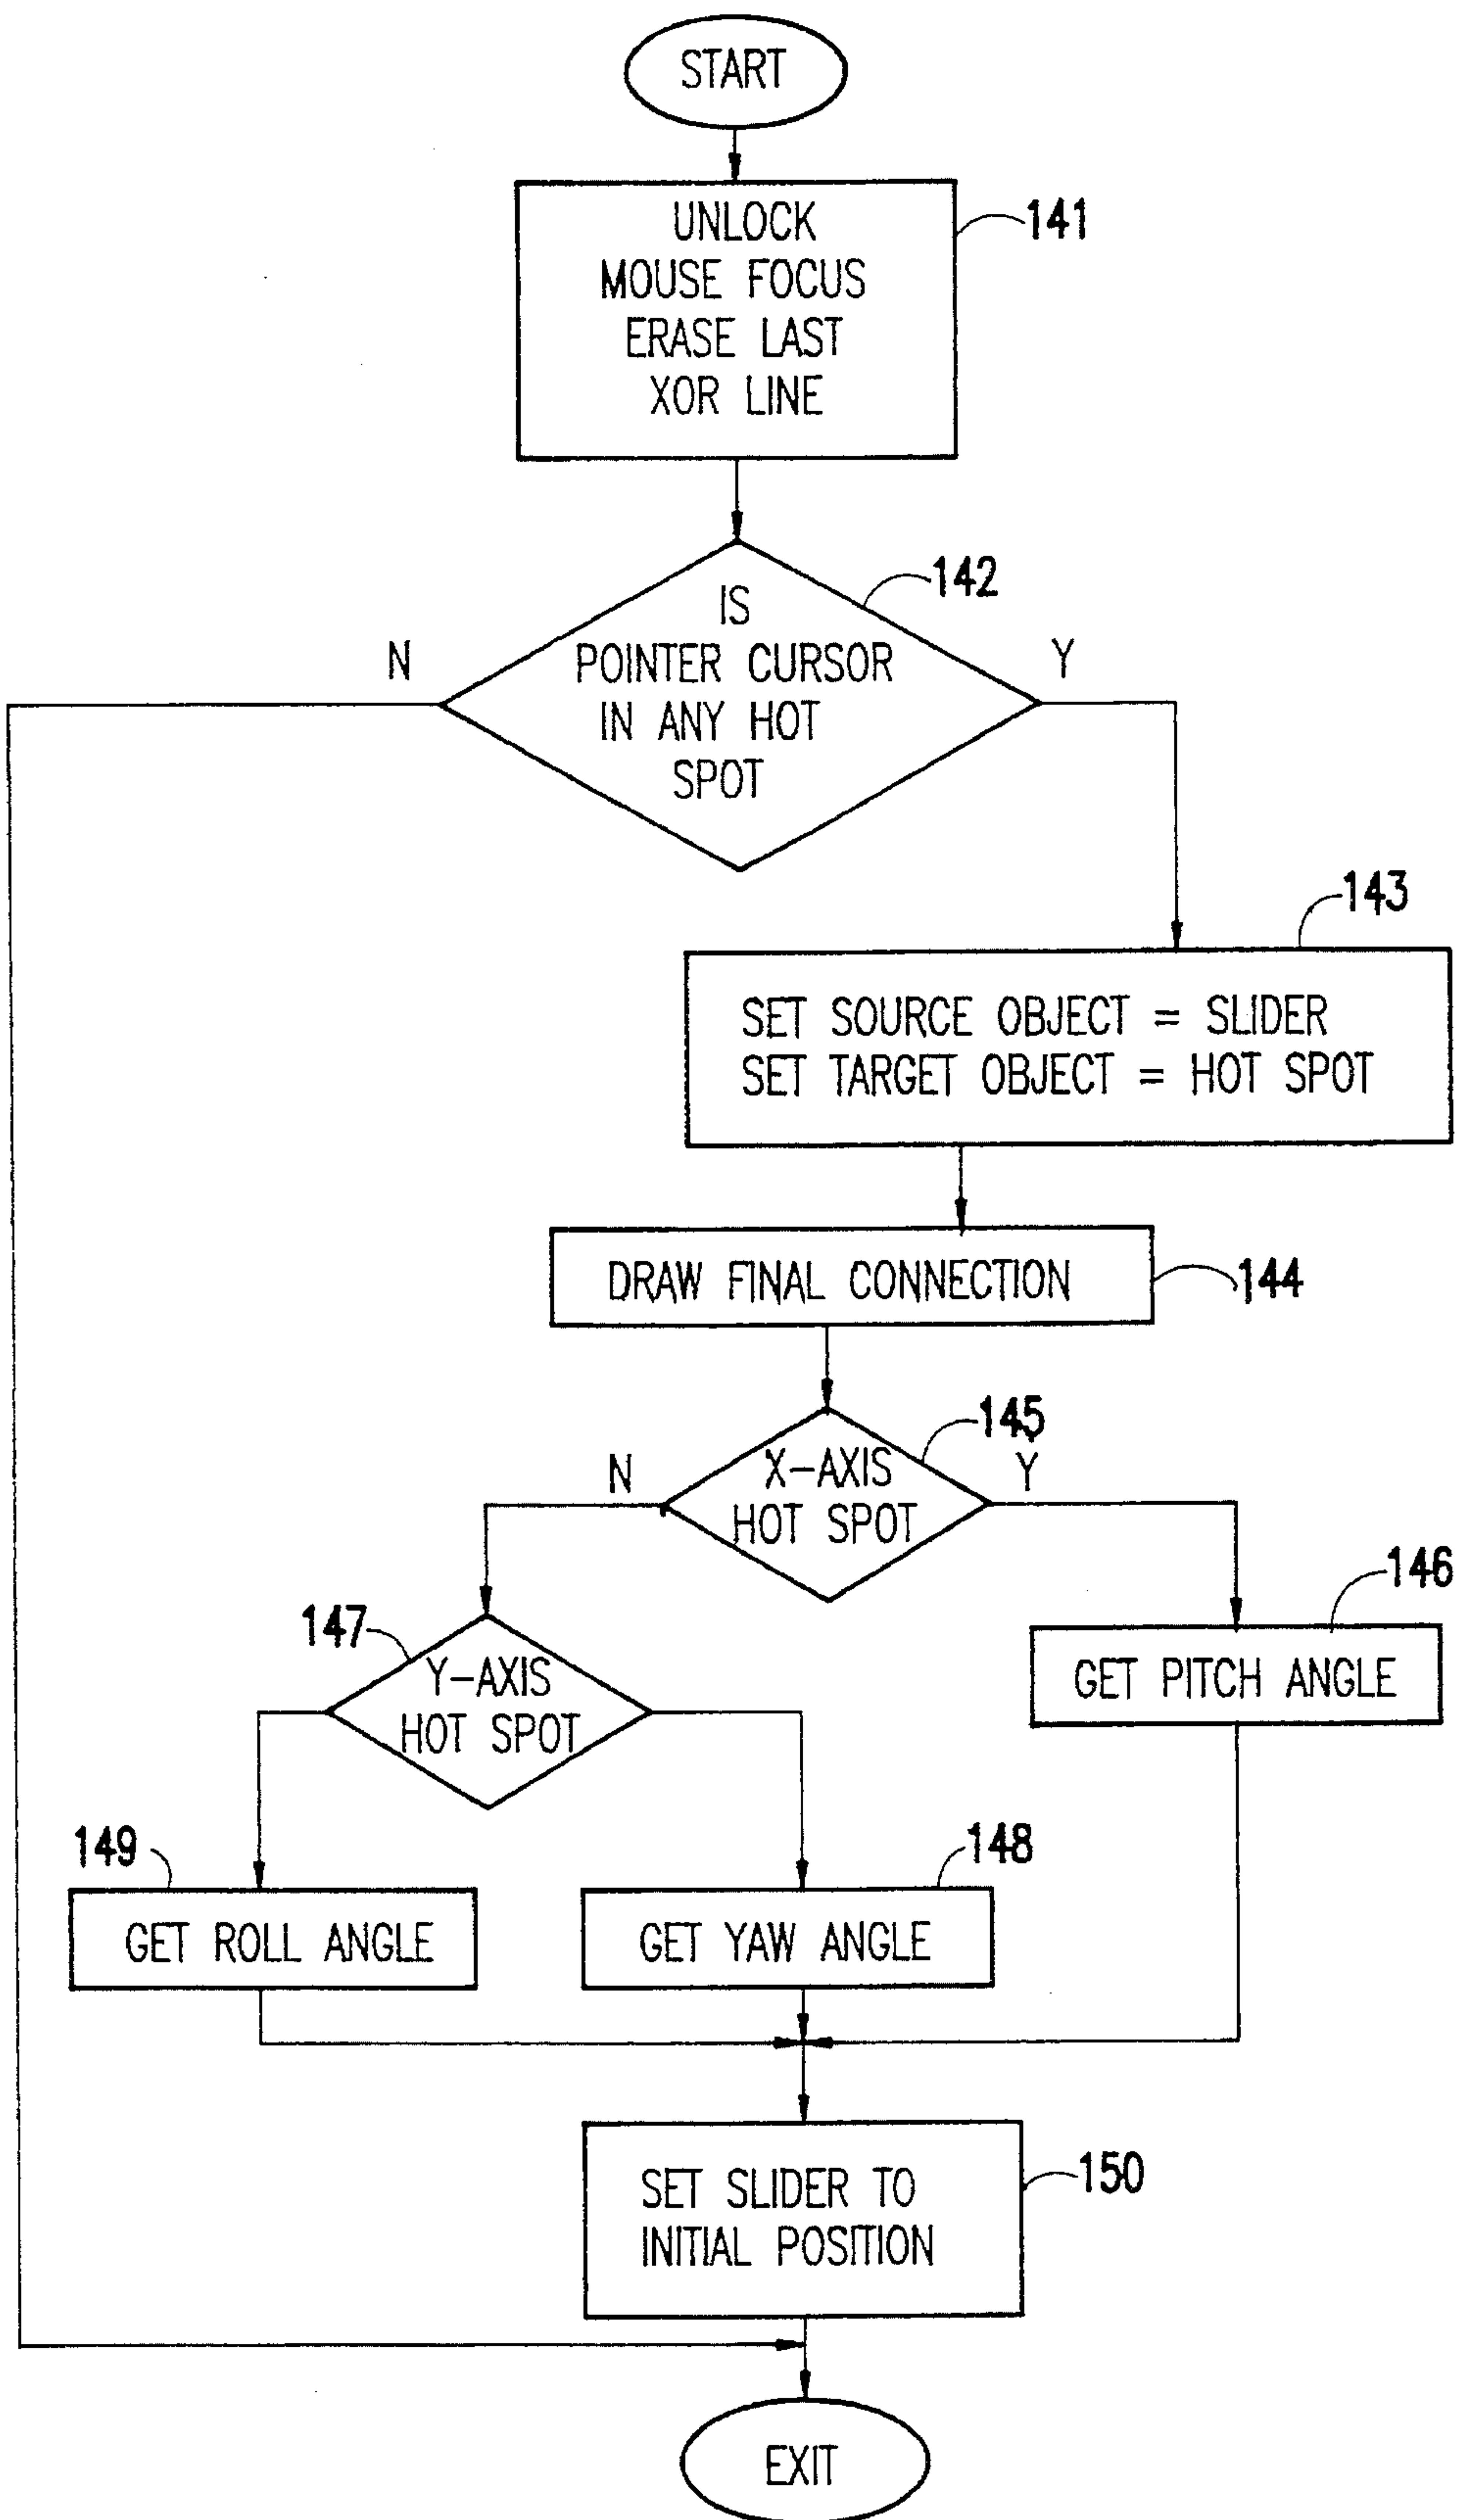 START
UNLOCK
MOUSE FOCUS
ERASE LAST
XOR LINE
141
IS
POINTER CURSOR
IN ANY HOT
SPOT
142
N
Y
143
SET SOURCE OBJECT = SLIDER
SET TARGET OBJECT = HOT SPOT
DRAW FINAL CONNECTION
144
145
X-AXIS
HOT SPOT
N
Y
146
GET PITCH ANGLE
147
Y-AXIS
HOT SPOT
149
148
GET ROLL ANGLE
GET YAW ANGLE
SET SLIDER TO
INITIAL POSITION
150
EXIT